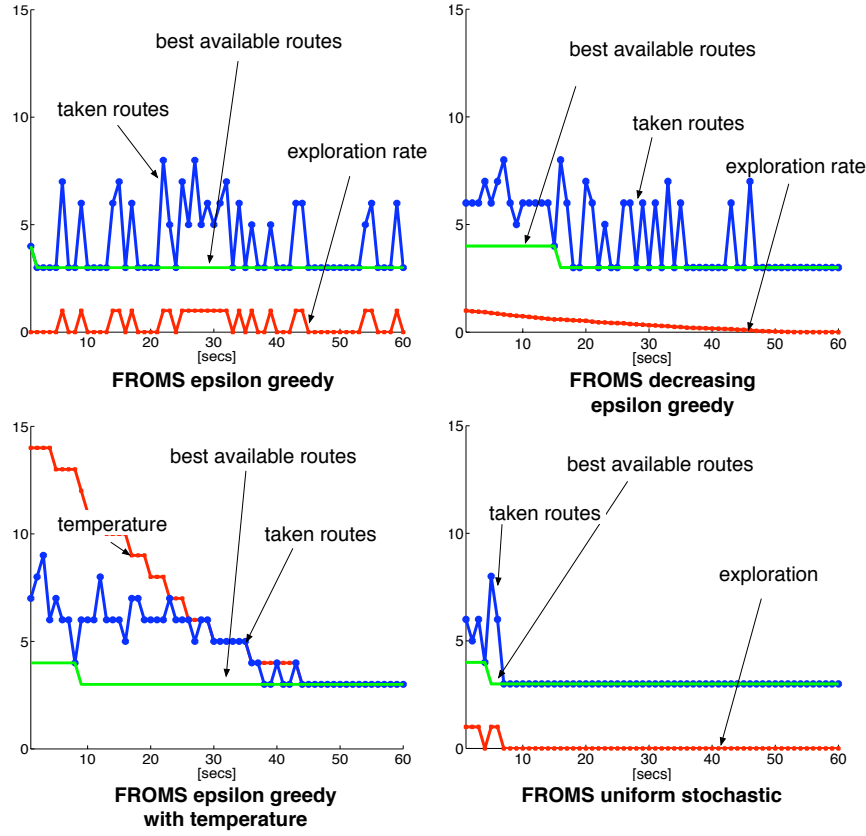 15
best available routes
10
taken routes
exploration rate
5
0
10 20 30 40 50 60
[secs]
FROMS epsilon greedy
15
best available routes
10
taken routes
exploration rate
5
0
10 20 30 40 50 60
[secs]
FROMS decreasing
epsilon greedy
15
best available routes
10
temperature
taken routes
5
0
10 20 30 40 50 60
[secs]
FROMS epsilon greedy
with temperature
15
best available routes
taken routes
10
exploration
5
0
10 20 30 40 50 60
[secs]
FROMS uniform stochastic